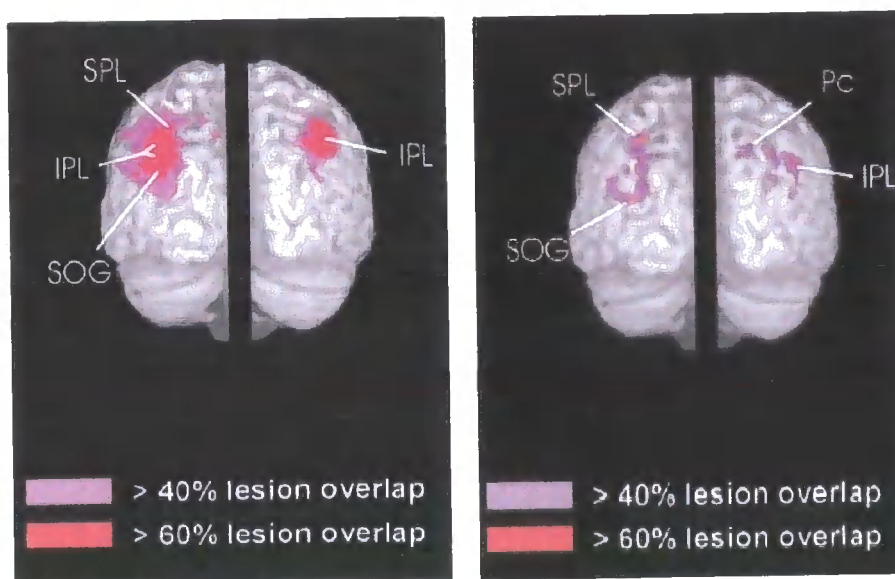 SPL
IPL
IPL
SOG
> 40% lesion overlap
> 60% lesion overlap
SPL
Pc
IPL
SOG
> 40% lesion overlap
> 60% lesion overlap